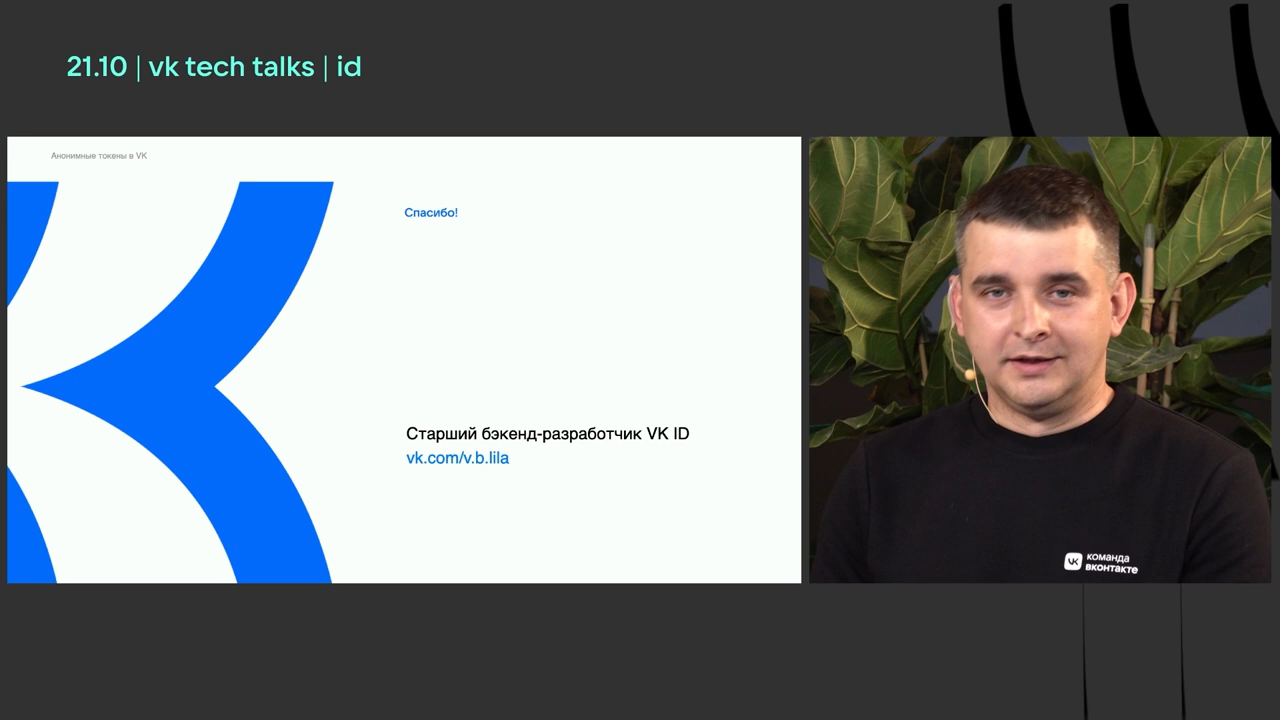 21.10 | vk tech talks | id
Анонимные токены в VK
Спасибо!
Старший бэкенд-разработчик VK ID
vk.com/v.b.lila
команда
вконтакте